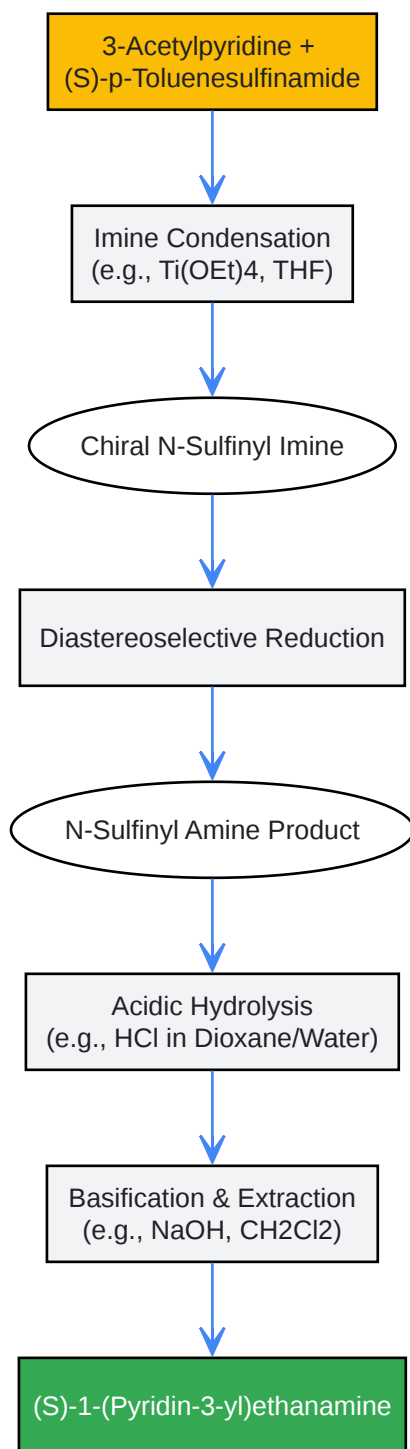 3-Acetylpyridine +
(S)-p-Toluenesulfinamide
Imine Condensation
(e.g., Ti(OEt)4, THF)
Chiral N-Sulfinyl Imine
Diastereoselective Reduction
N-Sulfinyl Amine Product
Acidic Hydrolysis
(e.g., HCl in Dioxane/Water)
Basification & Extraction
(e.g., NaOH, CH2Cl2)
(S)-1-(Pyridin-3-yl)ethanamine